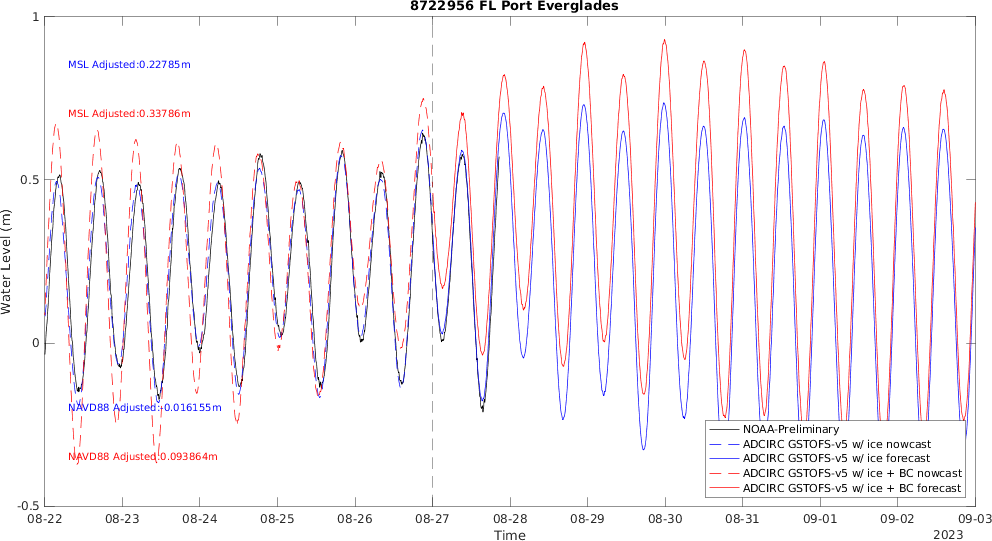 8722956 FL Port Everglades
1
MSL Adjusted:0.22785m
MSL Adjusted:0.33786m
0.5
Water Level (m)
0
NAVD88 Adjusted:-0.016155m
NAVD88 Adjusted:0.093864m
-0.5
NOAA-Preliminary
ADCIRC GSTOFS-v5 w/ ice nowcast
ADCIRC GSTOFS-v5 w/ ice forecast
ADCIRC GSTOFS-v5 w/ ice + BC nowcast
ADCIRC GSTOFS-v5 w/ ice + BC forecast
08-22 08-23 08-24 08-25 08-26 08-27 08-28 08-29 08-30 08-31 09-01 09-02 09-03
Time
2023